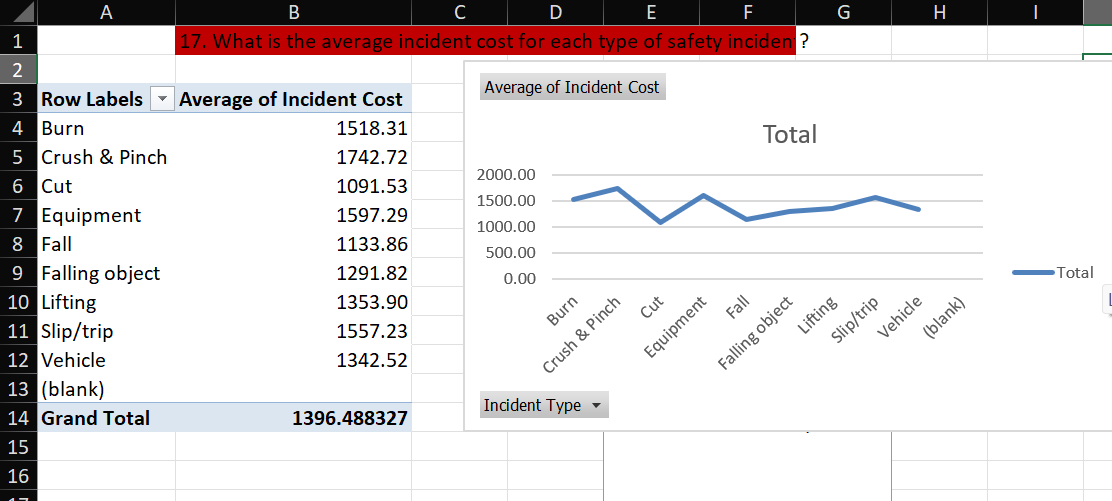 A B C D E F G H I
1 17. What is the average incident cost for each type of safety inciden ?
2
3 Row Labels Average of Incident Cost
4 Burn 1518.31
5 Crush & Pinch 1742.72
6 Cut 1091.53
7 Equipment 1597.29
8 Fall 1133.86
9 Falling object 1291.82
10 Lifting 1353.90
11 Slip/trip 1557.23
12 Vehicle 1342.52
13 (blank)
14 Grand Total 1396.488327
15
16
17
Average of Incident Cost
Total
2000.00
1500.00
1000.00
500.00
0.00
Burn
Crush & Pinch
Cut
Equipment
Fall
Falling object
Lifting
Slip/trip
Vehicle
(blank)
Total
Incident Type